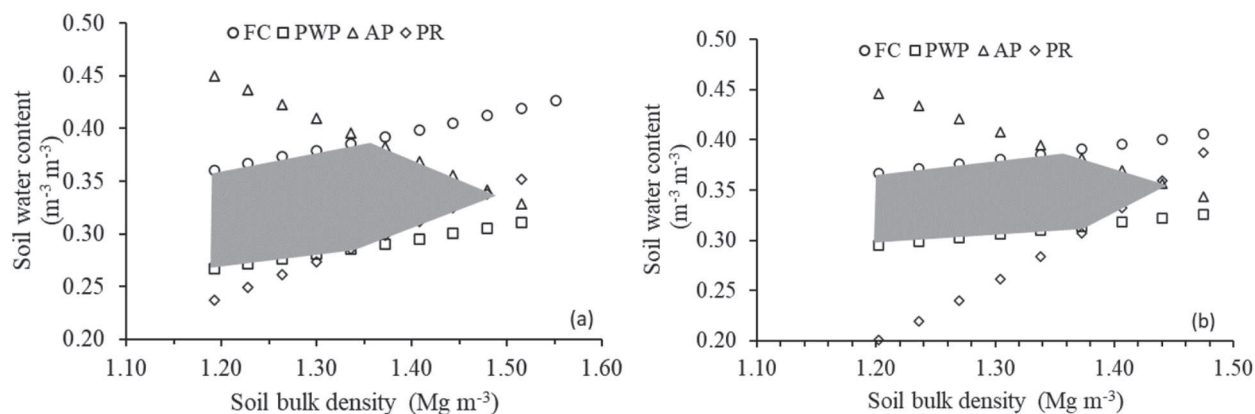 0.50
○FC □PWP △AP ◇PR
0.45
0.40
0.35
0.30
0.25
0.20
1.10 1.20 1.30 1.40 1.50 1.60
Soil water content
(m⁻³ m⁻³)
Soil bulk density (Mg m⁻³)
(a)
0.50
○FC □PWP △AP ◇PR
0.45
0.40
0.35
0.30
0.25
0.20
1.10 1.20 1.30 1.40 1.50
Soil water content
(m⁻³ m⁻³)
Soil bulk density (Mg m⁻³)
(b)